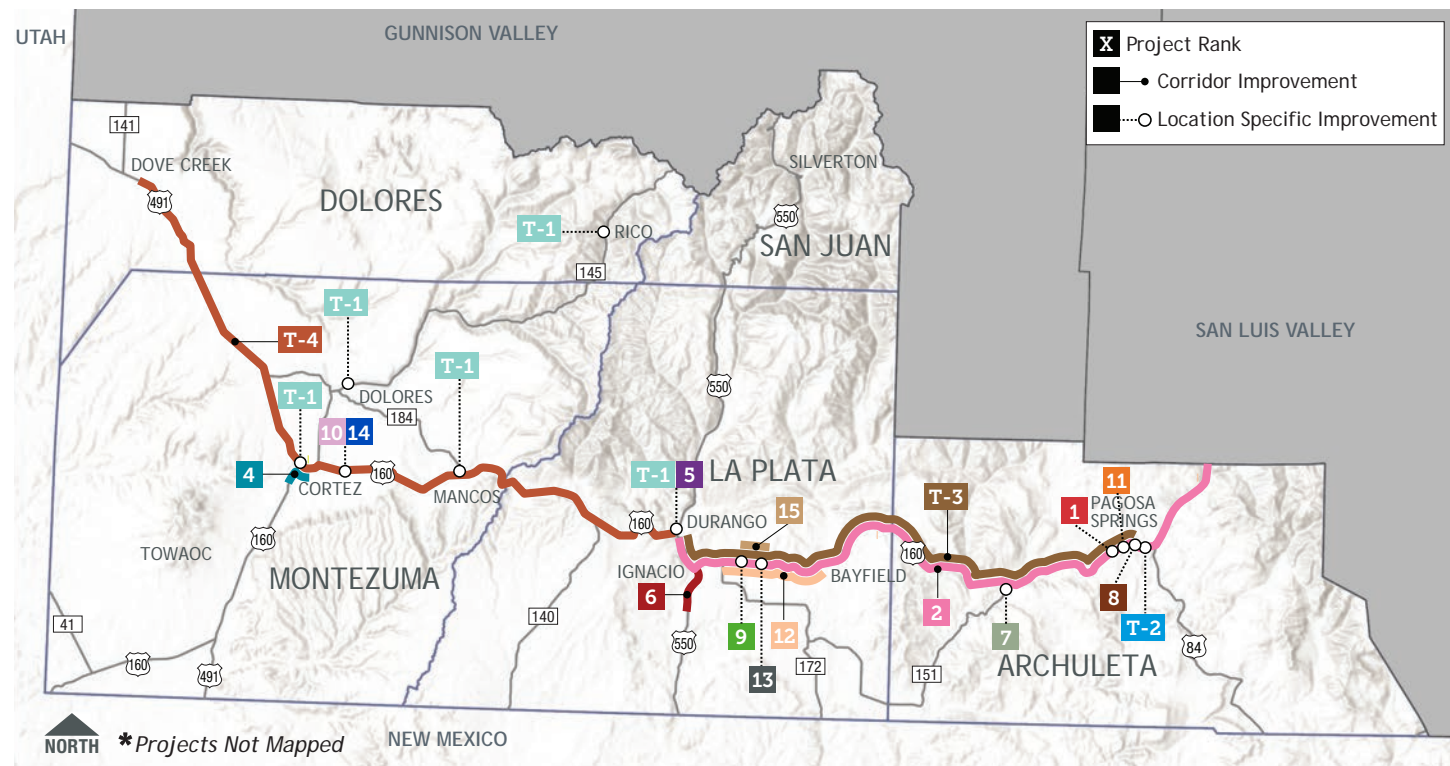 UTAH
GUNNISON VALLEY
X Project Rank
Corridor Improvement
Location Specific Improvement
141
DOVE CREEK
SILVERTON
491
DOLORES
550
T-1
RICO
SAN JUAN
145
T-1
SAN LUIS VALLEY
T-4
T-1
550
T-1
DOLORES
184
10 14
4
160
T-1 5
LA PLATA
CORTEZ
MANCOS
T-3
11
1
PAGOSA
SPRINGS
15
160
DURANGO
160
TOWAOC
160
IGNACIO
BAYFIELD
MONTEZUMA
6
2
8
140
9
12
7
T-2
41
550
13
172
151
ARCHULETA
84
160
491
NORTH
*Projects Not Mapped
NEW MEXICO